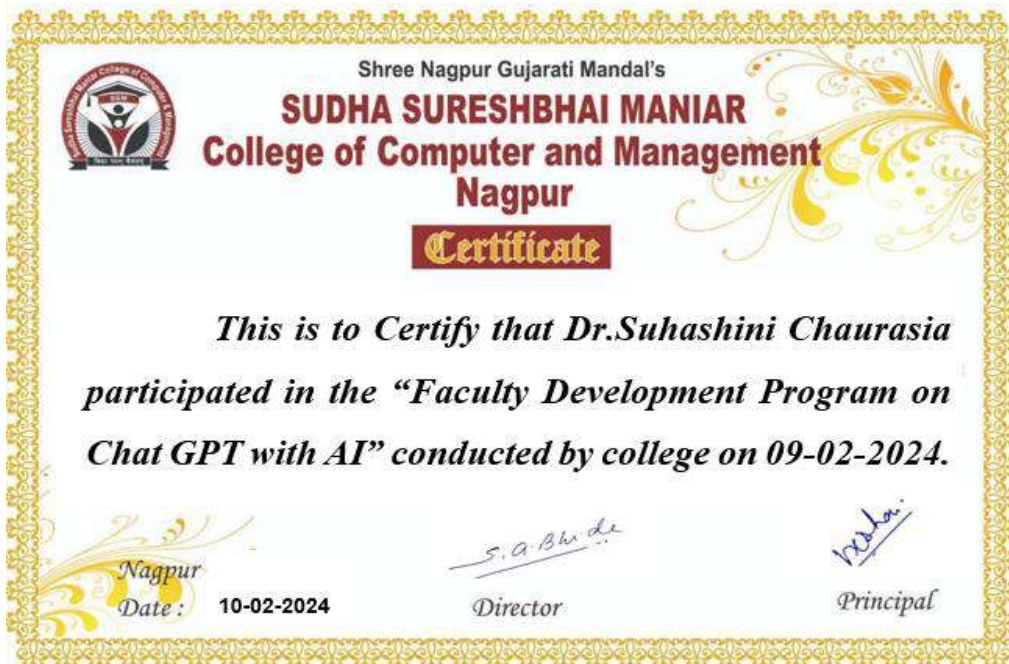 Shree Nagpur Gujarati Mandal's
SUDHA SURESHBHAI MANIAR
College of Computer and Management
Nagpur
Certificate
This is to Certify that Dr.Suhashini Chaurasia
participated in the “Faculty Development Program on
Chat GPT with AI” conducted by college on 09-02-2024.
S.A.Bhide
Nagpur
Date : 10-02-2024
Director
Principal